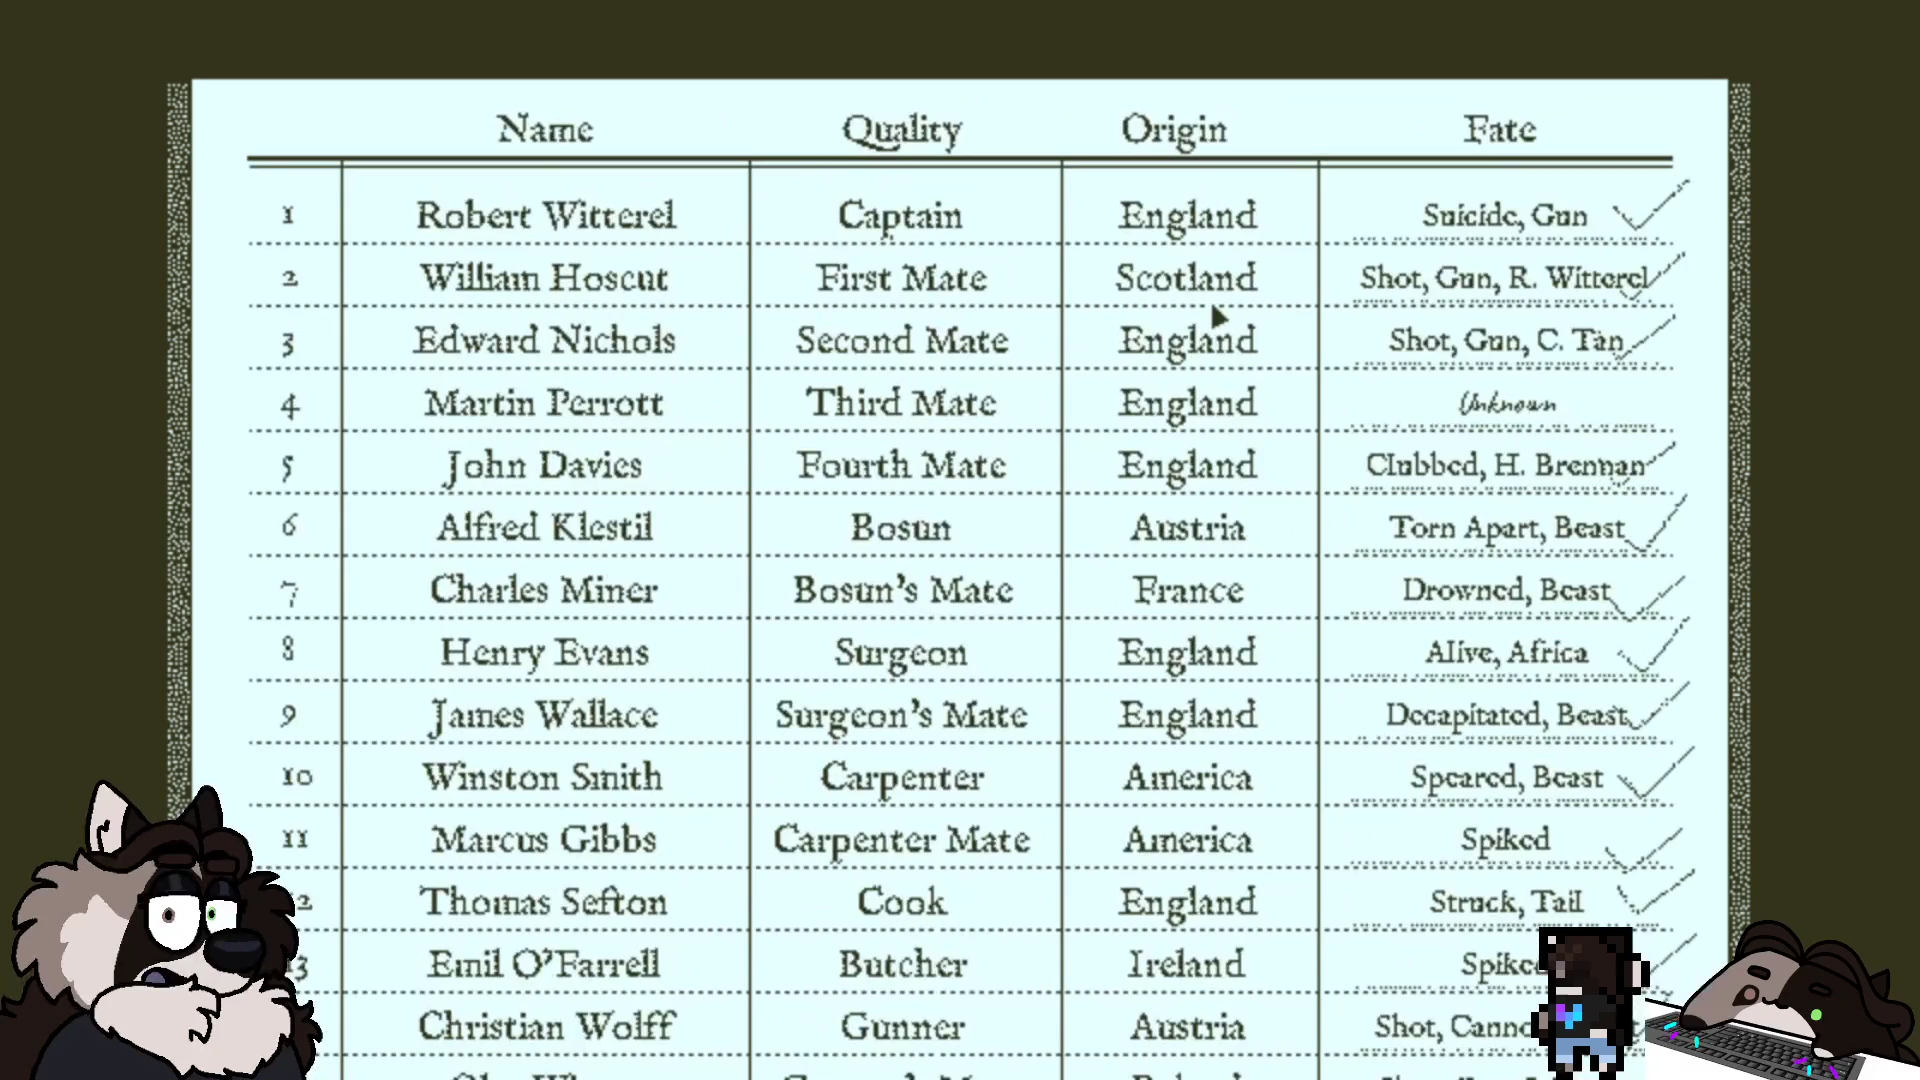 Name Quality Origin Fate
1 Robert Witterel Captain England Suicide, Gun
2 William Hoscut First Mate Scotland Shot, Gun, R. Witterel
3 Edward Nichols Second Mate England Shot, Gun, C. Tan
4 Martin Perrott Third Mate England Unknown
5 John Davies Fourth Mate England Clubbed, H. Brennan
6 Alfred Klestil Bosun Austria Torn Apart, Beast
7 Charles Miner Bosun's Mate France Drowned, Beast
8 Henry Evans Surgeon England Alive, Africa
9 James Wallace Surgeon's Mate England Decapitated, Beast
10 Winston Smith Carpenter America Speared, Beast
11 Marcus Gibbs Carpenter Mate America Spiked
2 Thomas Sefton Cook England Struck, Tail
3 Emil O'Farrell Butcher Ireland
Christian Wolff Gunner Austria Shot,